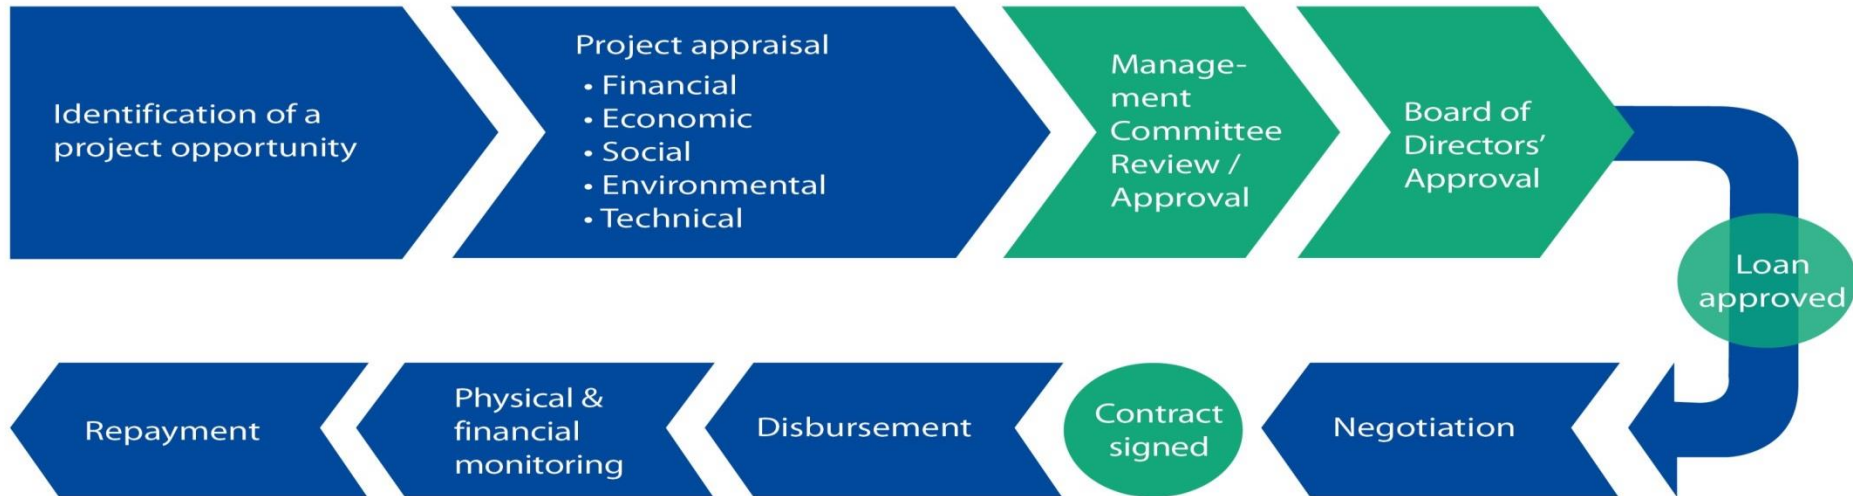 Identification of a
project opportunity
Project appraisal
• Financial
• Economic
• Social
• Environmental
• Technical
Manage-
ment
Committee
Review /
Approval
Board of
Directors’
Approval
Loan
approved
Negotiation
Contract
signed
Disbursement
Physical &
financial
monitoring
Repayment